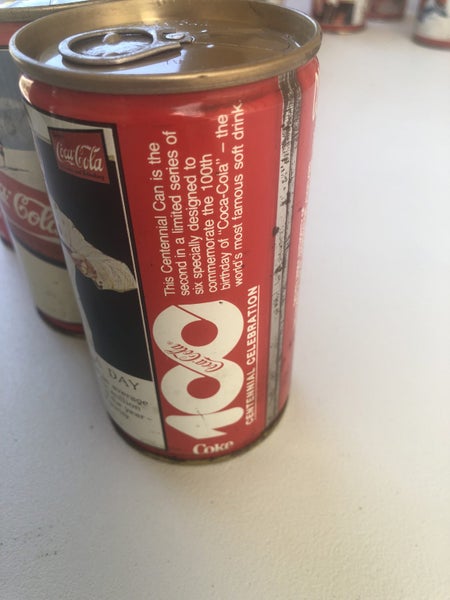 This Centennial Can is the
second in a limited series of
six specially designed to
commemorate the 100th
birthday of "Coca-Cola" – the
world's most famous soft drink.
100
Coca-Cola
CENTENNIAL CELEBRATION
Coke
Coca-Cola
DAY
average
Cola